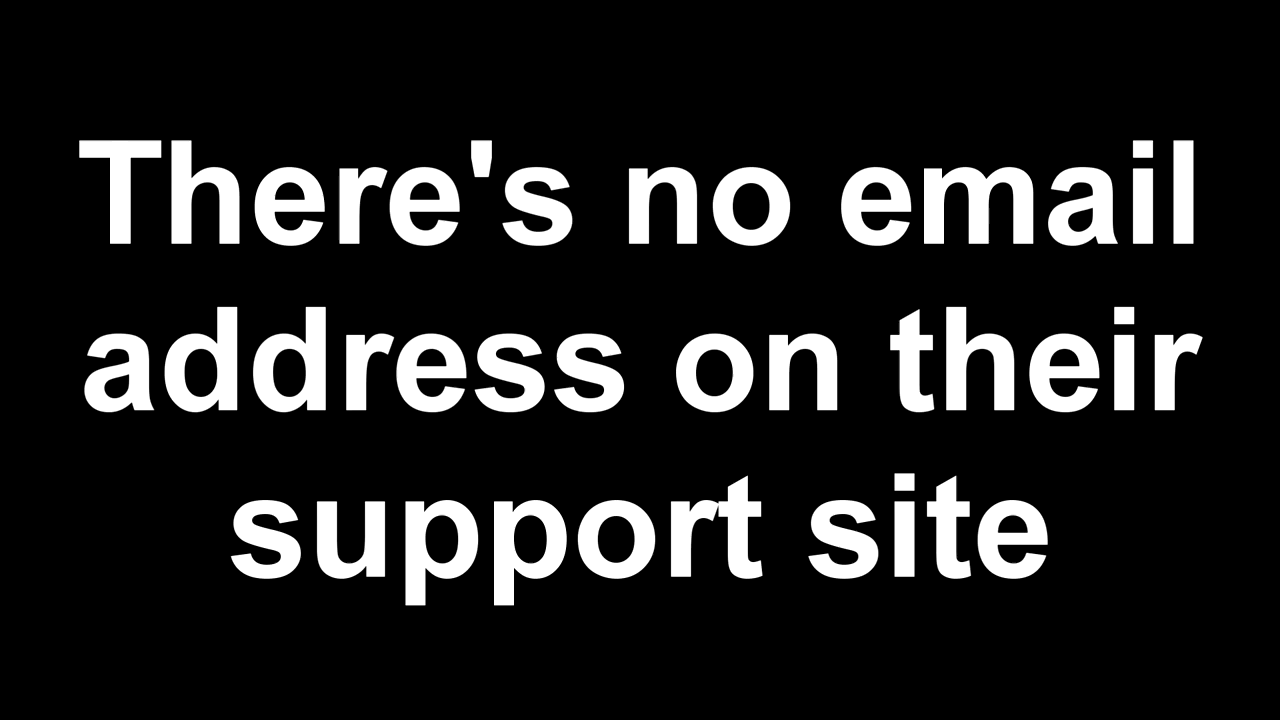 There's no email
address on their
support site